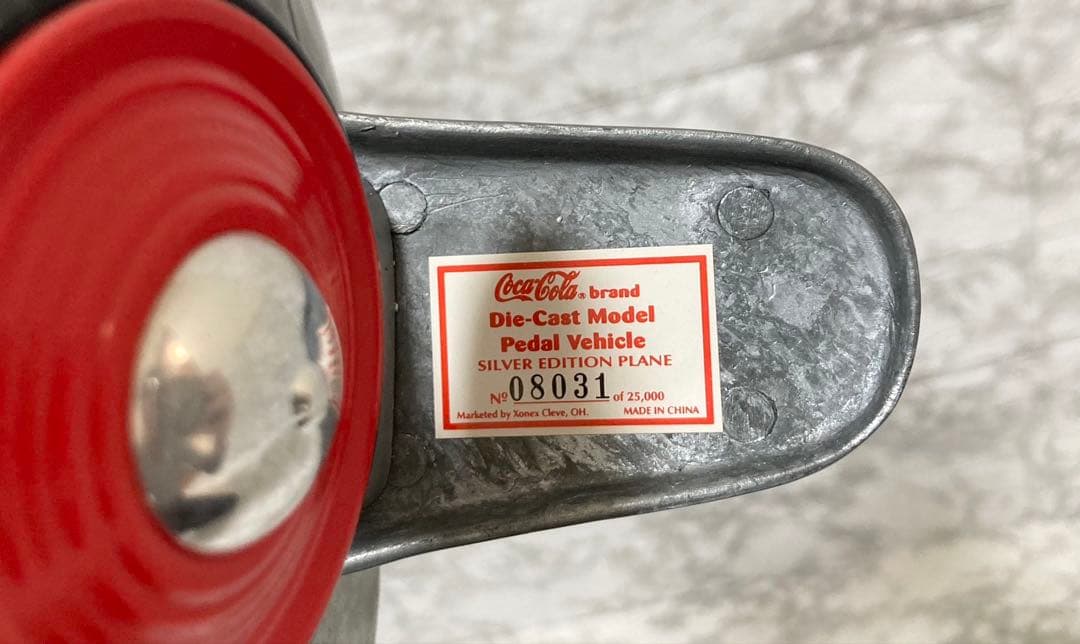 Coca-Cola® brand
Die-Cast Model
Pedal Vehicle
SILVER EDITION PLANE
Nº 08031 of 25,000
Marketed by Xonex Cleve, OH. MADE IN CHINA